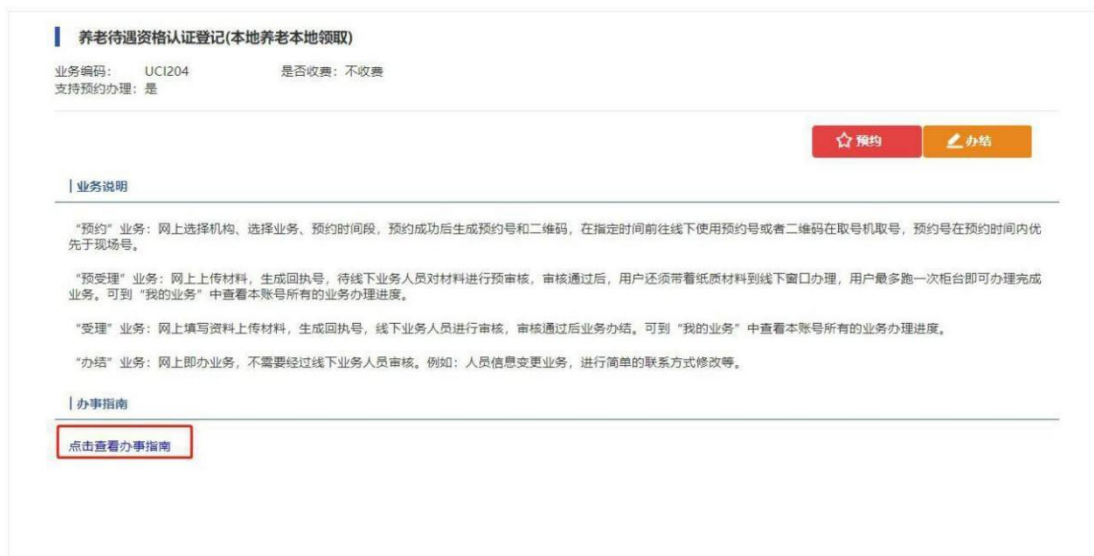 养老待遇资格认证登记(本地养老本地领取)
业务编码: UCI204 是否收费: 不收费
支持预约办理: 是
预约 办结
业务说明
“预约”业务: 网上选择机构、选择业务、预约时间段, 预约成功后生成预约号和二维码, 在指定时间前往线下使用预约号或者二维码在取号机取号, 预约号在预约时间内优
先于现场号。
“预受理”业务: 网上上传材料, 生成回执号, 待线下业务人员对材料进行预审核, 审核通过后, 用户还须带着纸质材料到线下窗口办理, 用户最多跑一次柜台即可办理完成
业务。可到“我的业务”中查看本账号所有的业务办理进度。
“受理”业务: 网上填写资料上传材料, 生成回执号, 线下业务人员进行审核, 审核通过后业务办结。可到“我的业务”中查看本账号所有的业务办理进度。
“办结”业务: 网上即办业务, 不需要经过线下业务人员审核。例如: 人员信息变更业务, 进行简单的联系方式修改等。
办事指南
点击查看办事指南